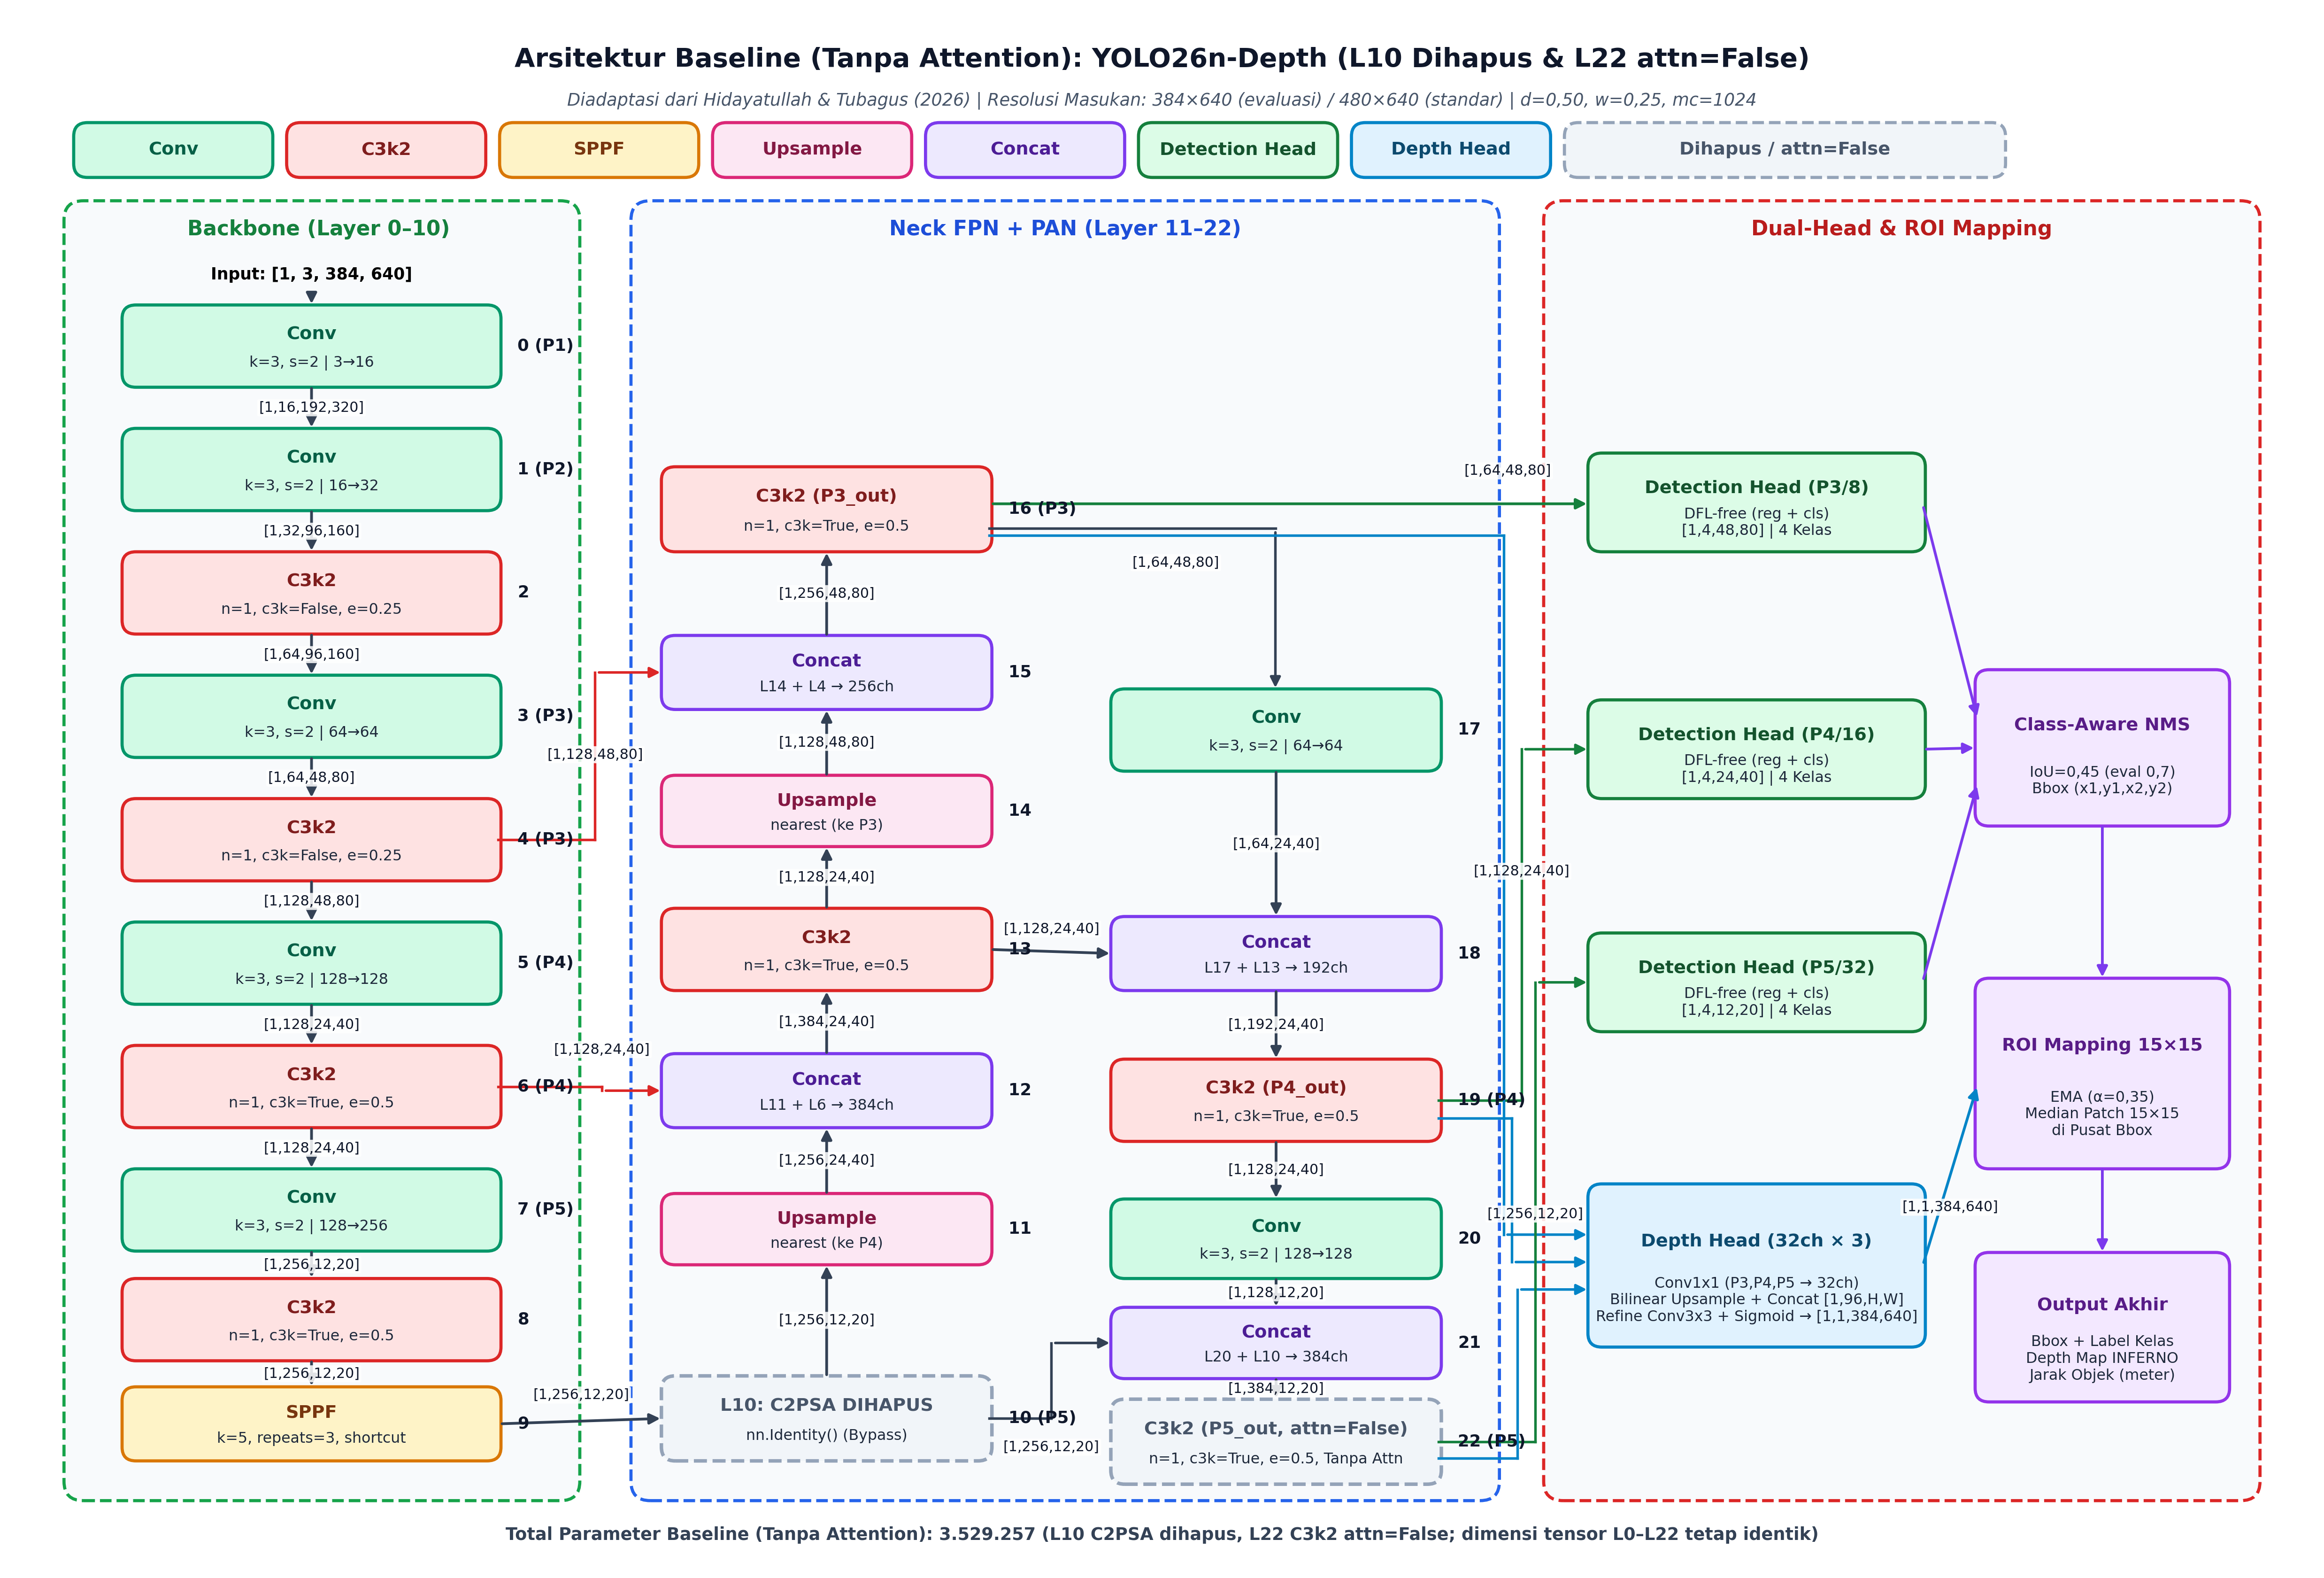 Arsitektur Baseline (Tanpa Attention): YOLO26n-Depth (L10 Dihapus & L22 attn=False)
Diadaptasi dari Hidayatullah & Tubagus (2026) | Resolusi Masukan: 384×640 (evaluasi) / 480×640 (standar) | d=0,50, w=0,25, mc=1024
Conv
C3k2
SPPF
Upsample
Concat
Detection Head
Depth Head
Dihapus / attn=False
Backbone (Layer 0–10)
Input: [1, 3, 384, 640]
Conv
k=3, s=2 | 3→16
0 (P1)
[1,16,192,320]
Conv
k=3, s=2 | 16→32
1 (P2)
[1,32,96,160]
C3k2
n=1, c3k=False, e=0.25
2
[1,64,96,160]
Conv
k=3, s=2 | 64→64
3 (P3)
[1,64,48,80]
[1,128,48,80]
C3k2
n=1, c3k=False, e=0.25
4 (P3)
[1,128,48,80]
Conv
k=3, s=2 | 128→128
5 (P4)
[1,128,24,40]
[1,128,24,40]
C3k2
n=1, c3k=True, e=0.5
6 (P4)
[1,128,24,40]
Conv
k=3, s=2 | 128→256
7 (P5)
[1,256,12,20]
C3k2
n=1, c3k=True, e=0.5
8
[1,256,12,20]
SPPF
k=5, repeats=3, shortcut
9
[1,256,12,20]
Neck FPN + PAN (Layer 11–22)
C3k2 (P3_out)
n=1, c3k=True, e=0.5
16 (P3)
[1,64,48,80]
[1,64,48,80]
[1,256,48,80]
Concat
L14 + L4 → 256ch
15
[1,128,48,80]
Upsample
nearest (ke P3)
14
[1,128,24,40]
C3k2
n=1, c3k=True, e=0.5
13
[1,128,24,40]
[1,384,24,40]
Concat
L11 + L6 → 384ch
12
[1,256,24,40]
Upsample
nearest (ke P4)
11
[1,256,12,20]
L10: C2PSA DIHAPUS
nn.Identity() (Bypass)
10 (P5)
[1,256,12,20]
Conv
k=3, s=2 | 64→64
17
[1,64,24,40]
[1,128,24,40]
Concat
L17 + L13 → 192ch
18
[1,192,24,40]
C3k2 (P4_out)
n=1, c3k=True, e=0.5
19 (P4)
[1,128,24,40]
[1,256,12,20]
Conv
k=3, s=2 | 128→128
20
[1,128,12,20]
Concat
L20 + L10 → 384ch
21
[1,384,12,20]
C3k2 (P5_out, attn=False)
n=1, c3k=True, e=0.5, Tanpa Attn
22 (P5)
Dual-Head & ROI Mapping
Detection Head (P3/8)
DFL-free (reg + cls)
[1,4,48,80] | 4 Kelas
Detection Head (P4/16)
DFL-free (reg + cls)
[1,4,24,40] | 4 Kelas
Detection Head (P5/32)
DFL-free (reg + cls)
[1,4,12,20] | 4 Kelas
Depth Head (32ch × 3)
Conv1x1 (P3,P4,P5 → 32ch)
Bilinear Upsample + Concat [1,96,H,W]
Refine Conv3x3 + Sigmoid → [1,1,384,640]
[1,1,384,640]
Class-Aware NMS
IoU=0,45 (eval 0,7)
Bbox (x1,y1,x2,y2)
ROI Mapping 15×15
EMA (α=0,35)
Median Patch 15×15
di Pusat Bbox
Output Akhir
Bbox + Label Kelas
Depth Map INFERNO
Jarak Objek (meter)
Total Parameter Baseline (Tanpa Attention): 3.529.257 (L10 C2PSA dihapus, L22 C3k2 attn=False; dimensi tensor L0–L22 tetap identik)